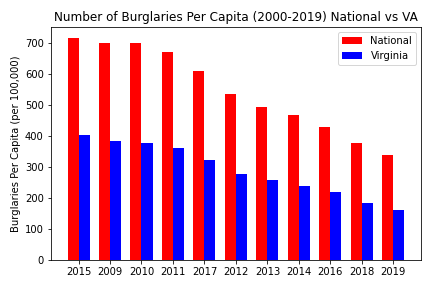 Number of Burglaries Per Capita (2000-2019) National vs VA
National
Virginia
Burglaries Per Capita (per 100,000)
700
600
500
400
300
200
100
0
2015 2009 2010 2011 2017 2012 2013 2014 2016 2018 2019